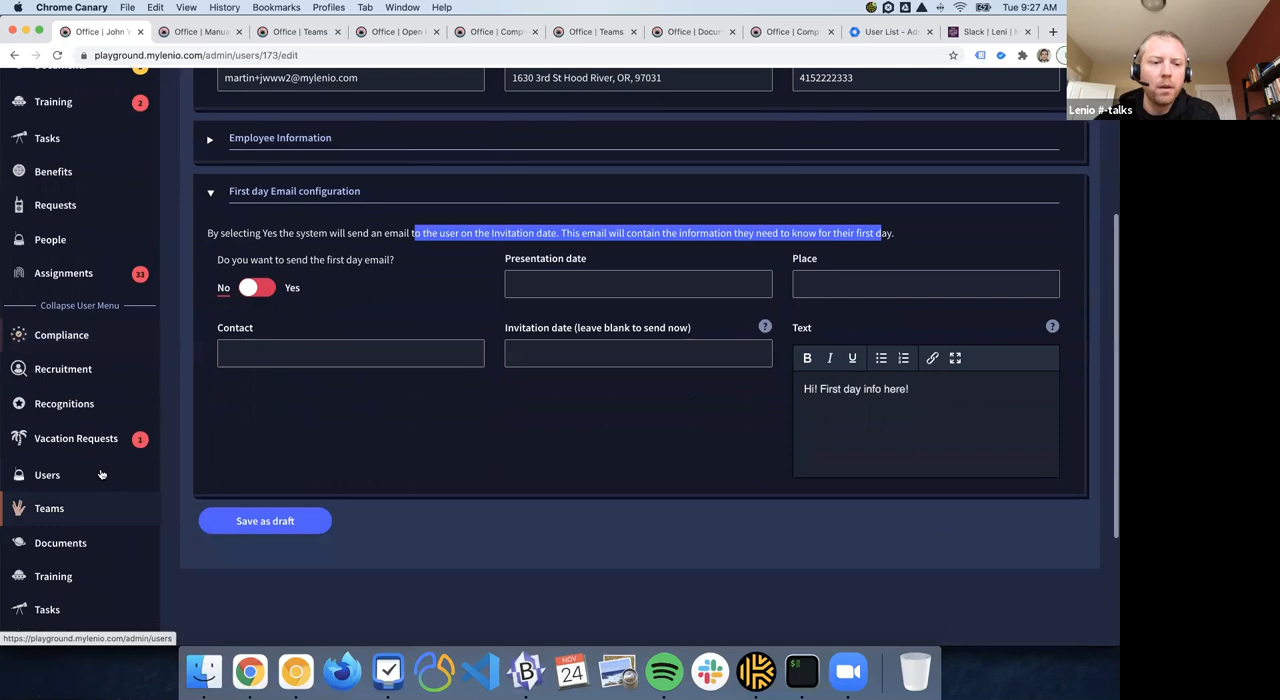 Chrome Canary File Edit View History Bookmarks Profiles Tab Window Help Tue 9:27 AM
Office | John V Office | Manua Office | Teams Office | Open Office | Comp Office | Teams Office | Docum Office | Comp User List - Ad Slack | Leni |
playground.mylenio.com/admin/users/173/edit
Lenio #-talks
martin+jwww2@mylenio.com 1630 3rd St Hood River, OR, 97031 4152222333
Training 2
Tasks
Benefits
Requests
People
Assignments 33
Collapse User Menu
Compliance
Recruitment
Recognitions
Vacation Requests 1
Users
Teams
Documents
Training
Tasks
https://playground.mylenio.com/admin/users
Employee Information
First day Email configuration
By selecting Yes the system will send an email to the user on the Invitation date. This email will contain the information they need to know for their first day.
Do you want to send the first day email? Presentation date Place
No Yes
Contact Invitation date (leave blank to send now) ? Text ?
B I U
Hi! First day info here!
Save as draft
NOV
24